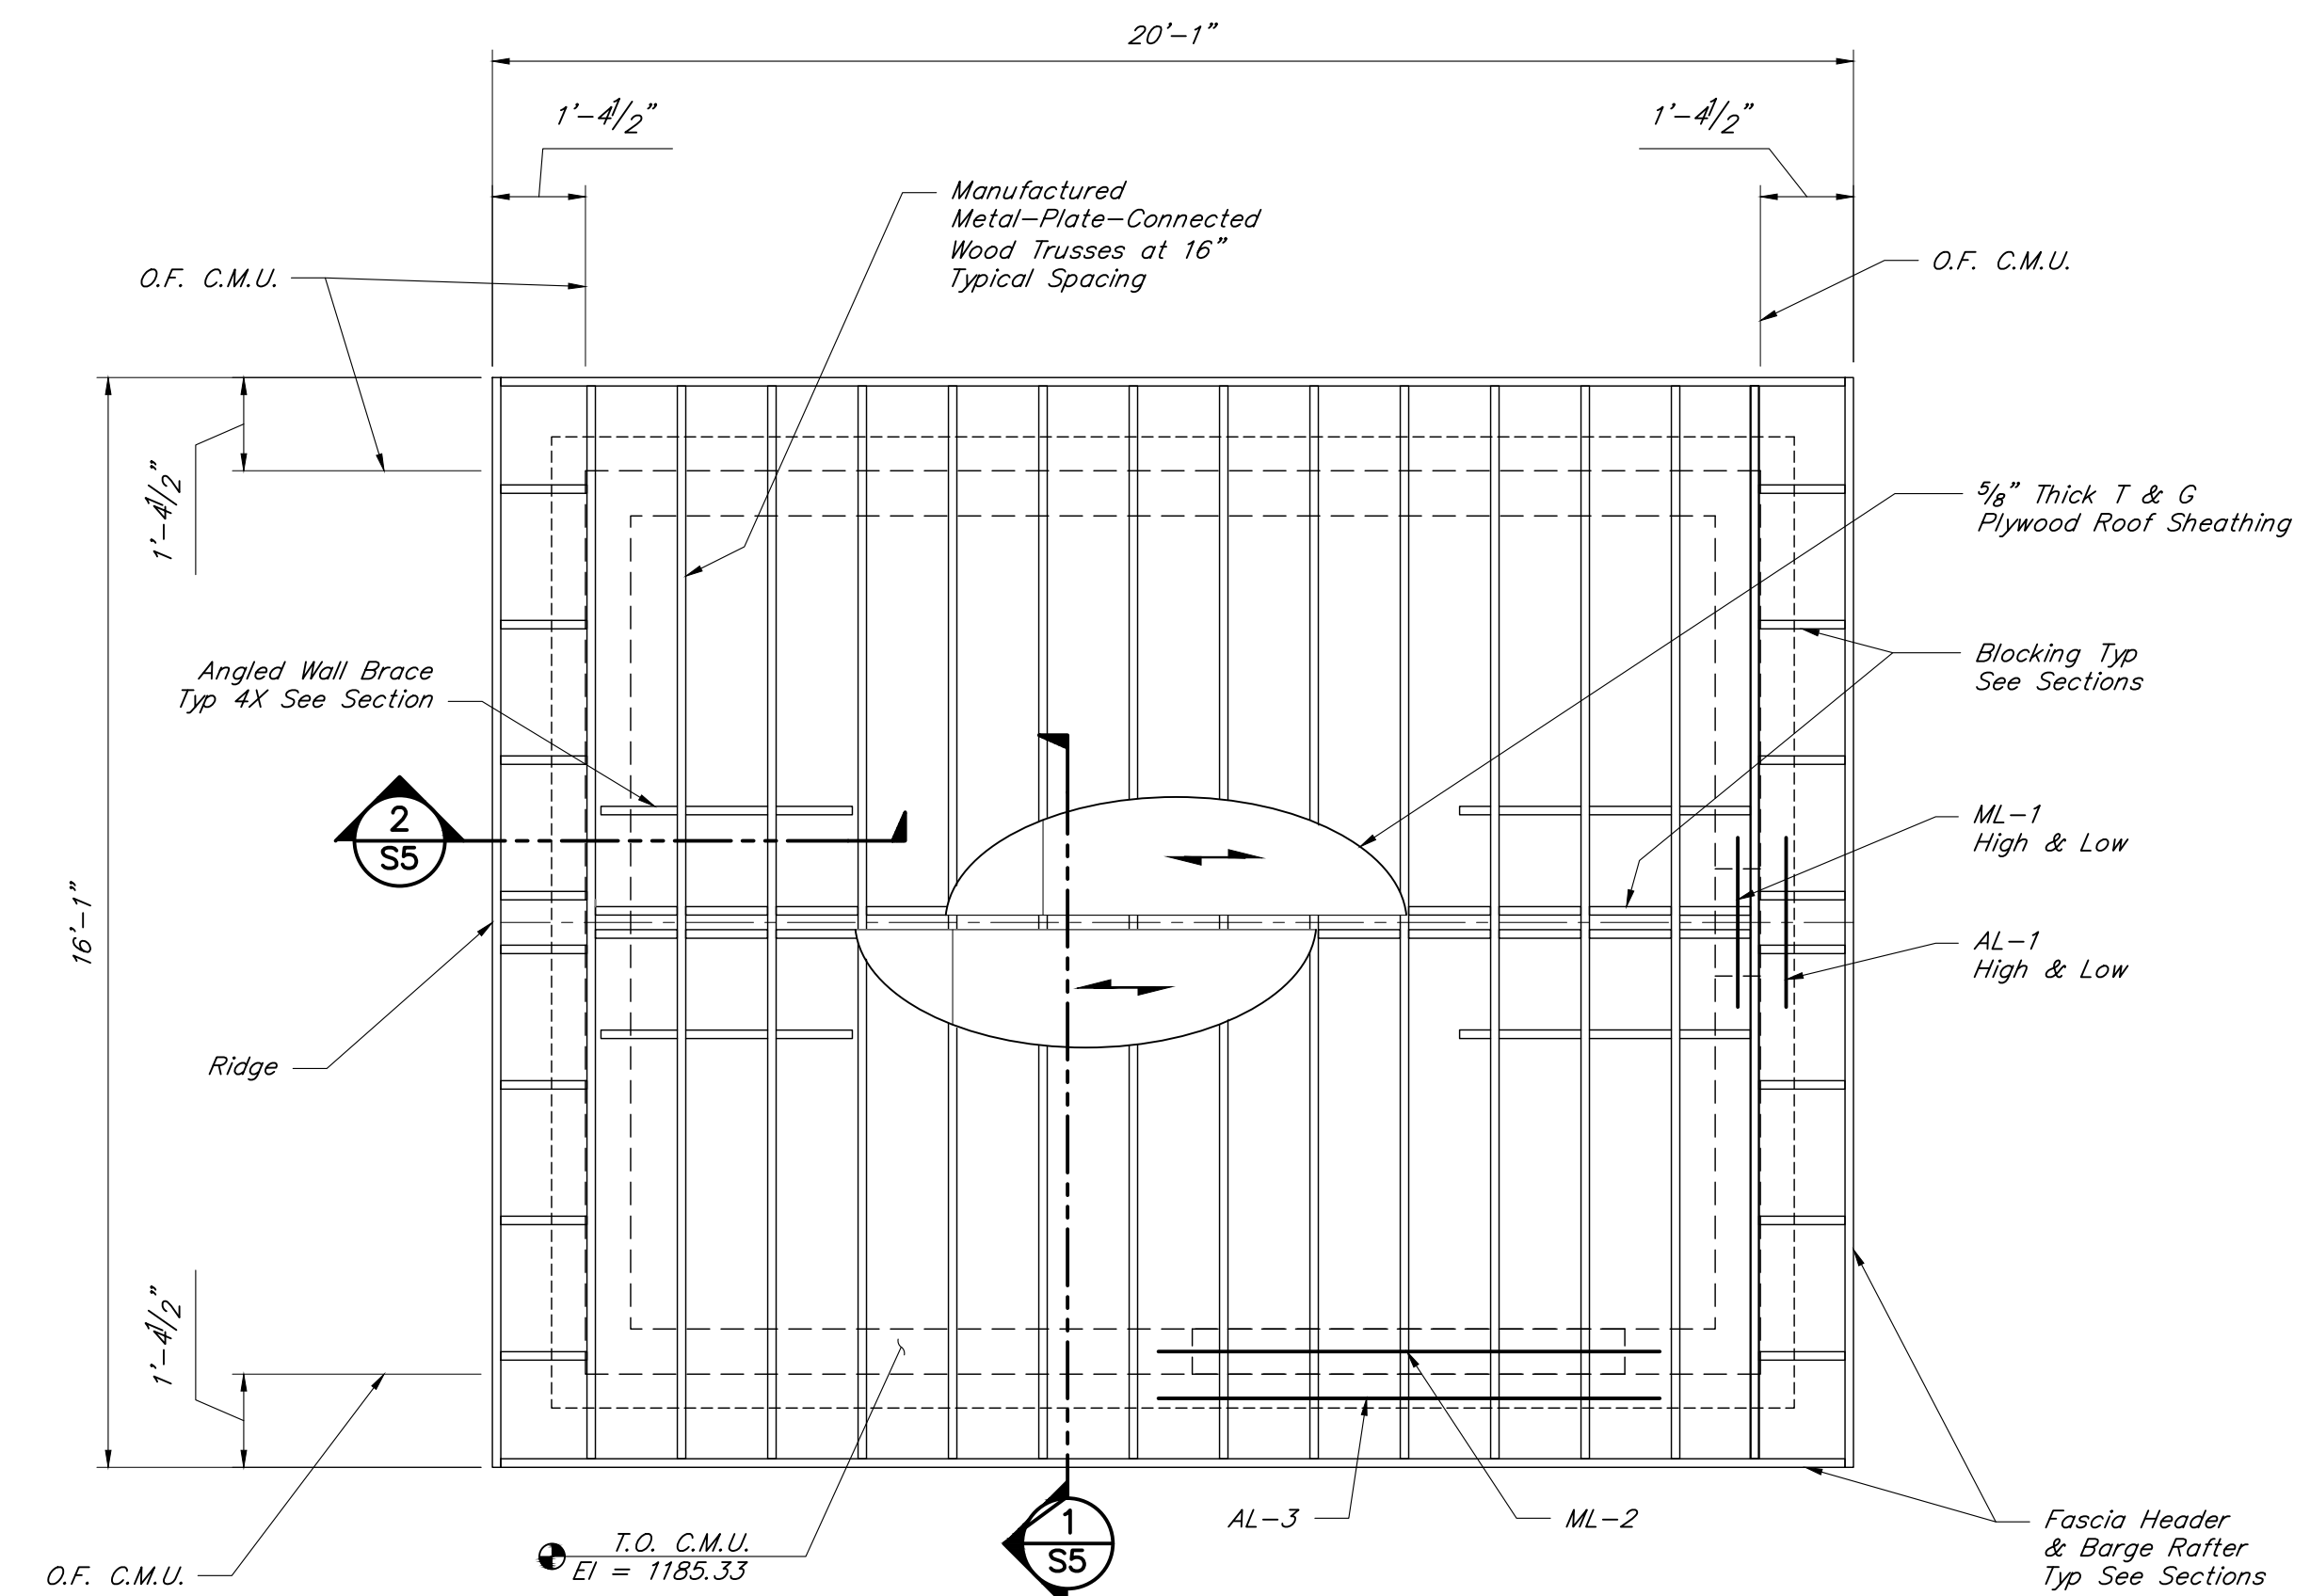 20'-1"
1'-4 1/2"
1'-4 1/2"
Manufactured
Metal-Plate-Connected
Wood Trusses at 16"
Typical Spacing
O.F. C.M.U.
O.F. C.M.U.
1'-4 1/2"
5/8" Thick T & G
Plywood Roof Sheathing
Angled Wall Brace
Typ 4X See Section
Blocking Typ
See Sections
2
S5
ML-1
High & Low
16'-1"
AL-1
High & Low
Ridge
1'-4 1/2"
AL-3
ML-2
T.O. C.M.U.
El = 1185.33
1
S5
O.F. C.M.U.
Fascia Header
& Barge Rafter
Typ See Sections